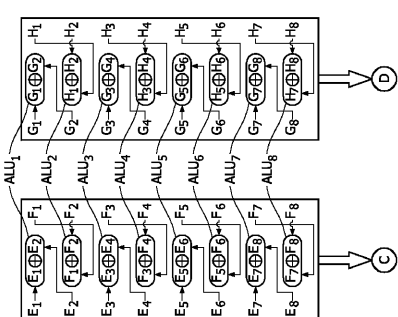 ALU₁
E₁ E₁⊕E₂ F₁ G₁ G₁⊕G₂ H₁
ALU₂
E₂ F₁⊕F₂ F₂ G₂ H₁⊕H₂ H₂
ALU₃
E₃ E₃⊕E₄ F₃ G₃ G₃⊕G₄ H₃
ALU₄
E₄ F₃⊕F₄ F₄ G₄ H₃⊕H₄ H₄
ALU₅
E₅ E₅⊕E₆ F₅ G₅ G₅⊕G₆ H₅
ALU₆
E₆ F₅⊕F₆ F₆ G₆ H₅⊕H₆ H₆
ALU₇
E₇ E₇⊕E₈ F₇ G₇ G₇⊕G₈ H₇
ALU₈
E₈ F₇⊕F₈ F₈ G₈ H₇⊕H₈ H₈
C D